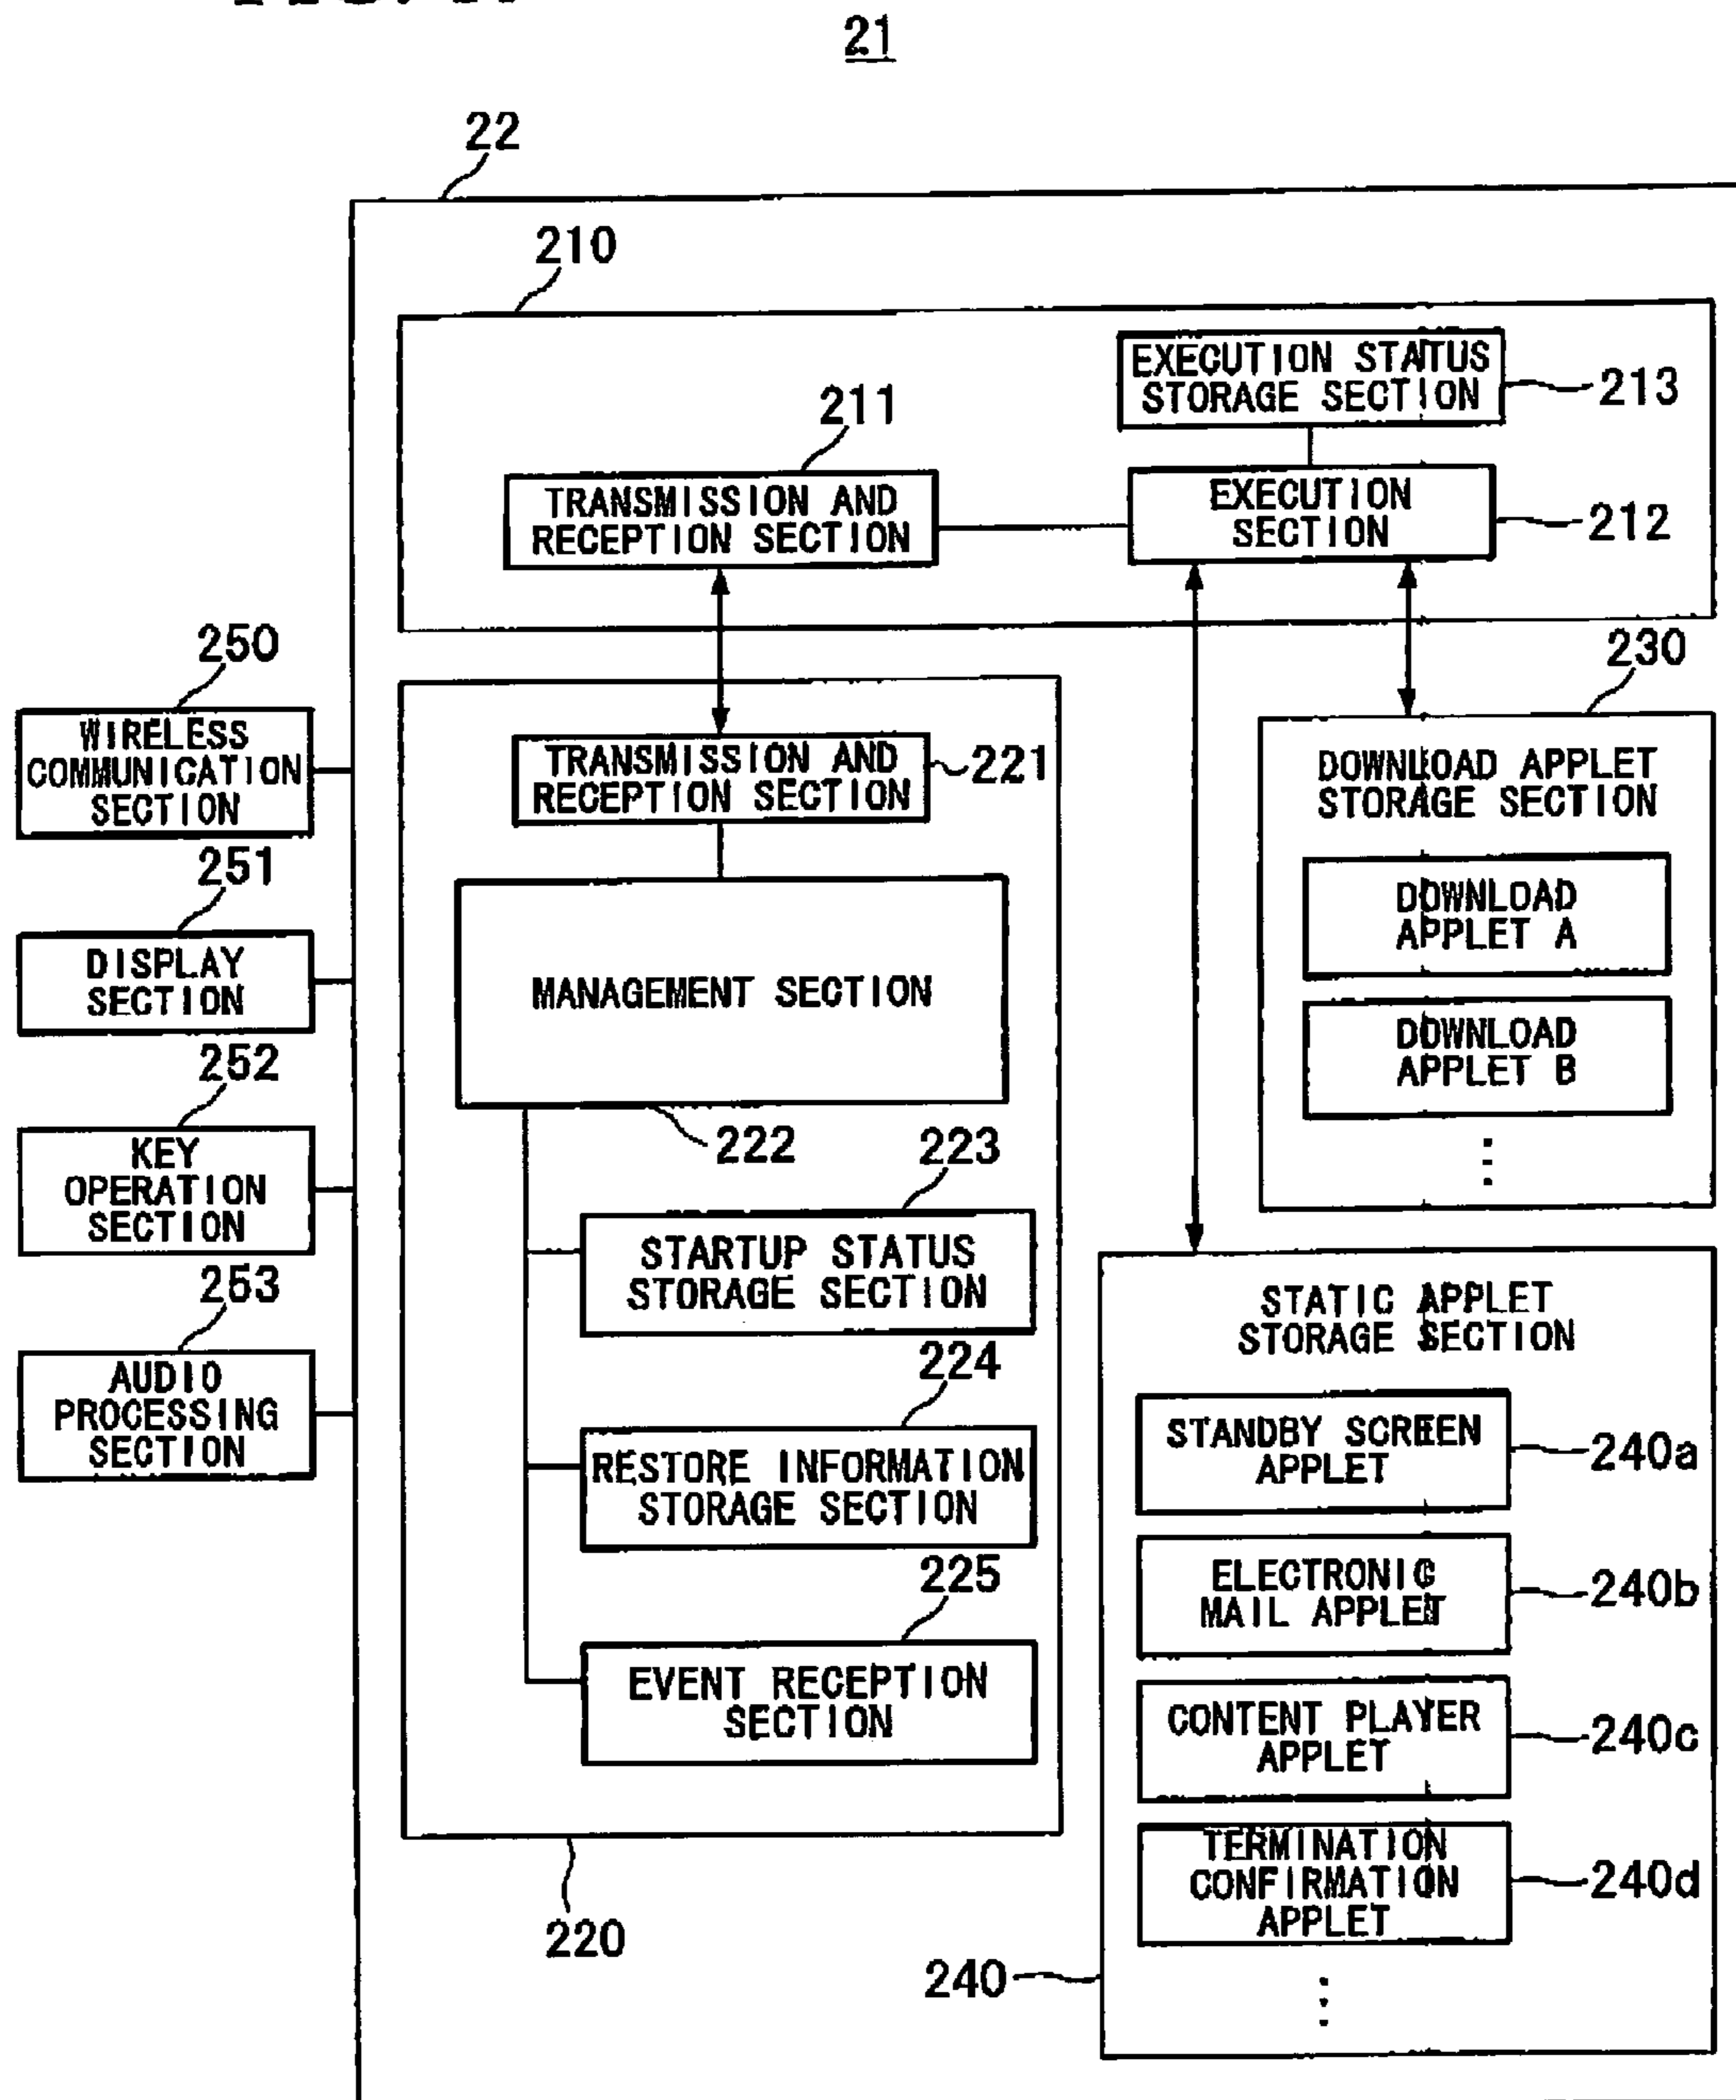 21
22
210
EXECUTION STATUS
STORAGE SECTION
213
211
TRANSMISSION AND
RECEPTION SECTION
EXECUTION
SECTION
212
250
WIRELESS
COMMUNICATION
SECTION
230
TRANSMISSION AND
RECEPTION SECTION
221
DOWNLOAD APPLET
STORAGE SECTION
251
DISPLAY
SECTION
MANAGEMENT SECTION
DOWNLOAD
APPLET A
DOWNLOAD
APPLET B
252
KEY
OPERATION
SECTION
222
223
STARTUP STATUS
STORAGE SECTION
253
AUDIO
PROCESSING
SECTION
STATIC APPLET
STORAGE SECTION
224
RESTORE INFORMATION
STORAGE SECTION
STANDBY SCREEN
APPLET
240a
ELECTRONIC
MAIL APPLET
240b
225
EVENT RECEPTION
SECTION
CONTENT PLAYER
APPLET
240c
TERMINATION
CONFIRMATION
APPLET
240d
220
240